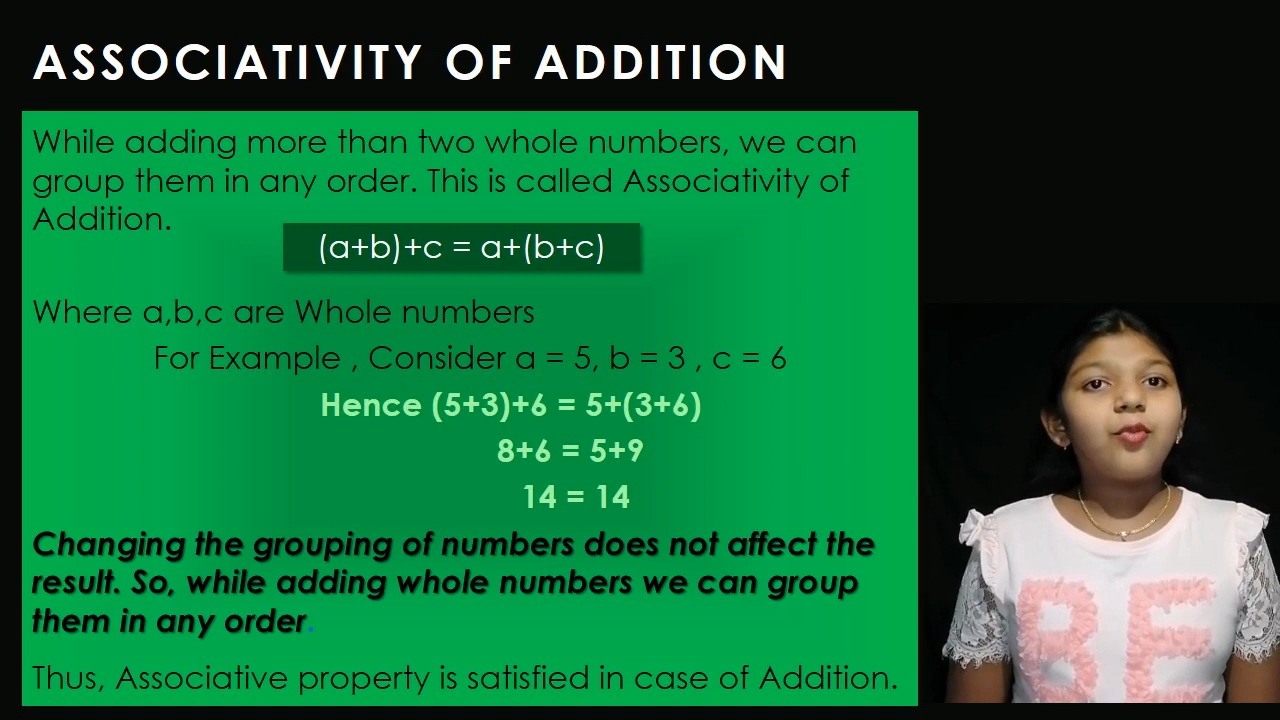 ASSOCIATIVITY OF ADDITION
While adding more than two whole numbers, we can
group them in any order. This is called Associativity of
Addition.
(a+b)+c = a+(b+c)
Where a,b,c are Whole numbers
For Example , Consider a = 5, b = 3 , c = 6
Hence (5+3)+6 = 5+(3+6)
8+6 = 5+9
14 = 14
Changing the grouping of numbers does not affect the
result. So, while adding whole numbers we can group
them in any order.
Thus, Associative property is satisfied in case of Addition.
BE